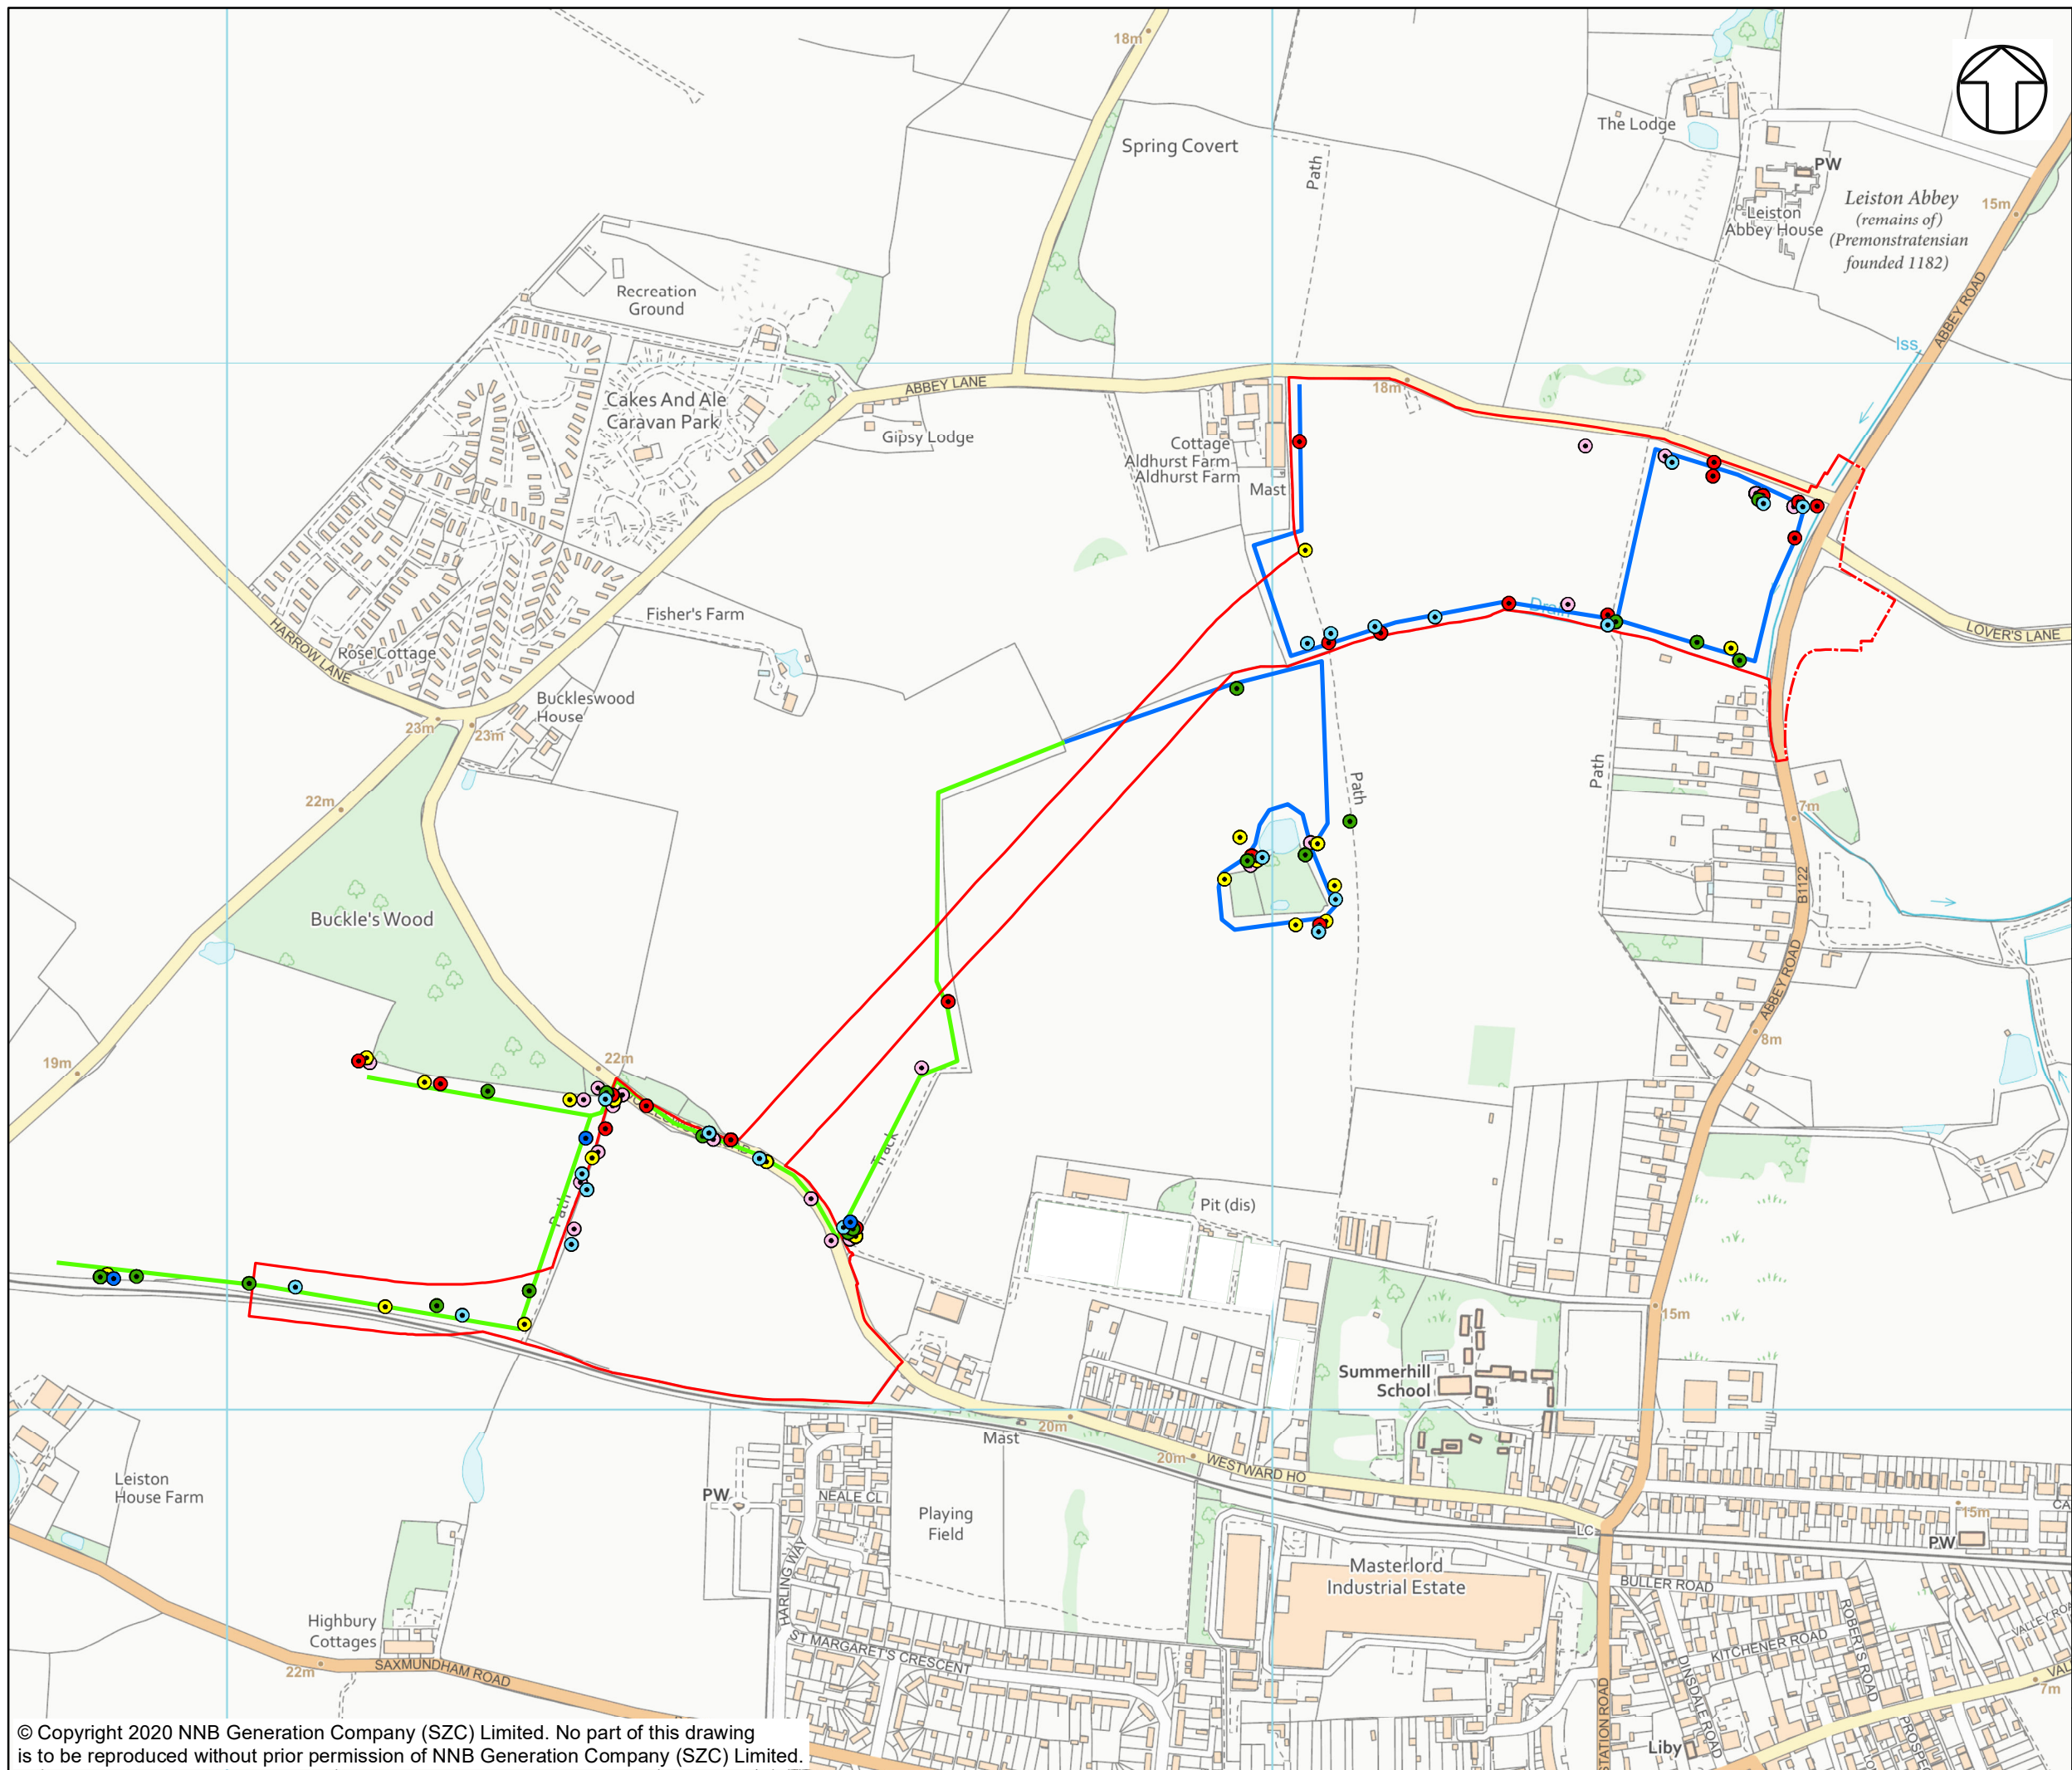 18m
Spring Covert
Path
The Lodge
PW
Leiston
Abbey House
Leiston Abbey
(remains of)
(Premonstratensian
founded 1182)
15m
ABBEY ROAD
Iss
Recreation
Ground
Cakes And Ale
Caravan Park
ABBEY LANE
Gipsy Lodge
Cottage
Aldhurst Farm
Aldhurst Farm
Mast
18m
Drain
LOVER'S LANE
Fisher's Farm
Rose Cottage
HARROW LANE
Buckleswood
House
23m
23m
22m
Path
Path
7m
B1122
Buckle's Wood
ABBEY ROAD
8m
19m
22m
Track
Path
Pit (dis)
15m
Summerhill
School
20m
Mast
20m
WESTWARD HO
Leiston
House Farm
PW
NEALE CL
Playing
Field
HARLING WAY
LC
15m
CA
PW
Masterlord
Industrial Estate
BULLER ROAD
ROBERTS ROAD
VALLEY ROA
Highbury
Cottages
22m
SAXMUNDHAM ROAD
ST MARGARET'S CRESCENT
KITCHENER ROAD
DINSDALE ROAD
STATION ROAD
VAL
7m
PROSPE
Liby
© Copyright 2020 NNB Generation Company (SZC) Limited. No part of this drawing
is to be reproduced without prior permission of NNB Generation Company (SZC) Limited.